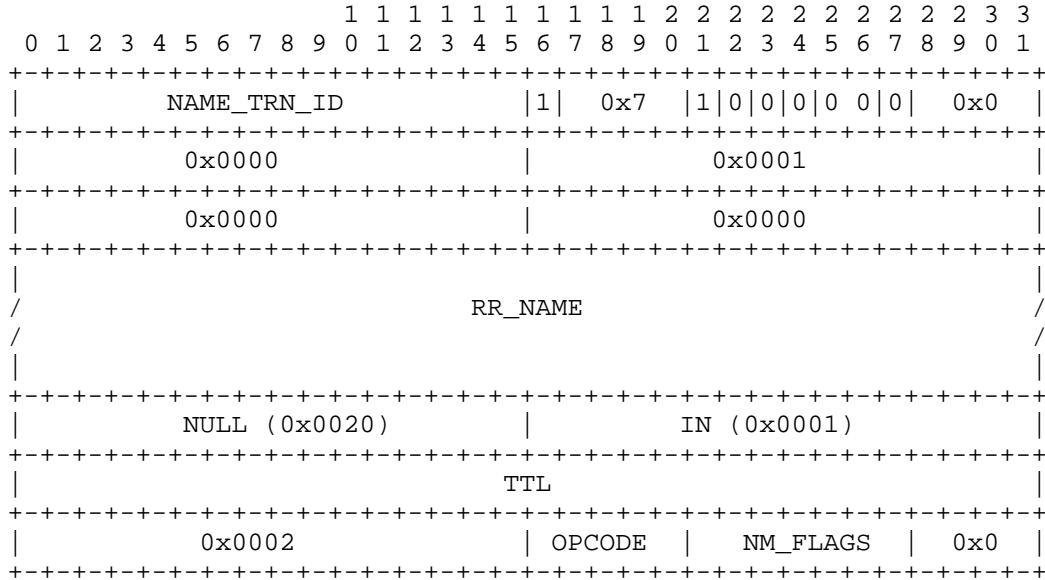 1 1 1 1 1 1 1 1 1 1 2 2 2 2 2 2 2 2 2 2 3 3
 0 1 2 3 4 5 6 7 8 9 0 1 2 3 4 5 6 7 8 9 0 1 2 3 4 5 6 7 8 9 0 1
+-+-+-+-+-+-+-+-+-+-+-+-+-+-+-+-+-+-+-+-+-+-+-+-+-+-+-+-+-+-+-+-+
|         NAME_TRN_ID           |1|  0x7  |1|0|0|0|0 0|0|  0x0  |
+-+-+-+-+-+-+-+-+-+-+-+-+-+-+-+-+-+-+-+-+-+-+-+-+-+-+-+-+-+-+-+-+
|          0x0000               |           0x0001              |
+-+-+-+-+-+-+-+-+-+-+-+-+-+-+-+-+-+-+-+-+-+-+-+-+-+-+-+-+-+-+-+-+
|          0x0000               |           0x0000              |
+-+-+-+-+-+-+-+-+-+-+-+-+-+-+-+-+-+-+-+-+-+-+-+-+-+-+-+-+-+-+-+-+
|                                                               |
/                            RR_NAME                            /
/                                                               /
|                                                               |
+-+-+-+-+-+-+-+-+-+-+-+-+-+-+-+-+-+-+-+-+-+-+-+-+-+-+-+-+-+-+-+-+
|          NULL (0x0020)        |         IN (0x0001)           |
+-+-+-+-+-+-+-+-+-+-+-+-+-+-+-+-+-+-+-+-+-+-+-+-+-+-+-+-+-+-+-+-+
|                              TTL                              |
+-+-+-+-+-+-+-+-+-+-+-+-+-+-+-+-+-+-+-+-+-+-+-+-+-+-+-+-+-+-+-+-+
|           0x0002              | OPCODE  |   NM_FLAGS  |  0x0  |
+-+-+-+-+-+-+-+-+-+-+-+-+-+-+-+-+-+-+-+-+-+-+-+-+-+-+-+-+-+-+-+-+